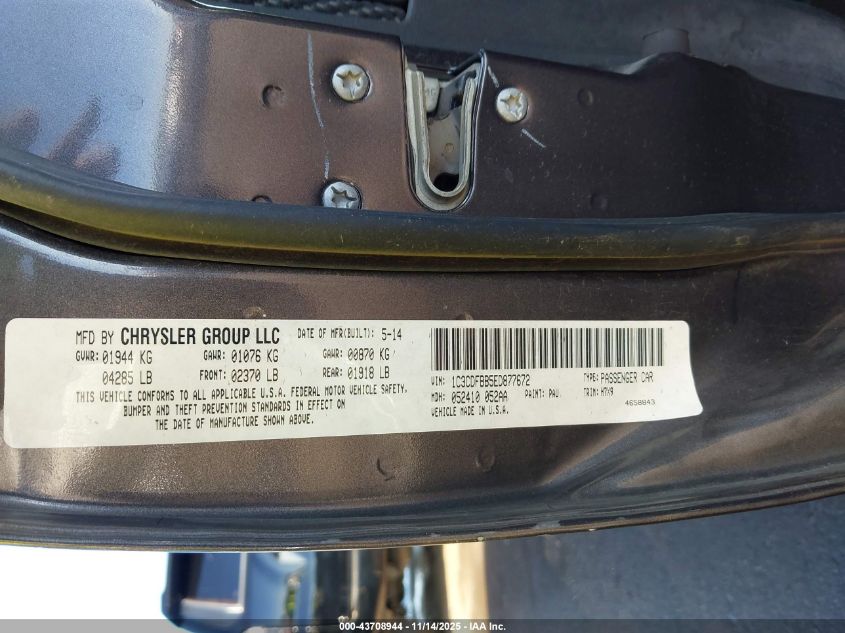 MFD BY CHRYSLER GROUP LLC DATE OF MFR(BUILT): 5-14
GVWR: 01944 KG GAWR: 01076 KG GAWR: 00870 KG
04285 LB FRONT: 02370 LB REAR: 01918 LB
THIS VEHICLE CONFORMS TO ALL APPLICABLE U.S.A. FEDERAL MOTOR VEHICLE SAFETY,
BUMPER AND THEFT PREVENTION STANDARDS IN EFFECT ON
THE DATE OF MANUFACTURE SHOWN ABOVE.
VIN: 1C3CDFBB5ED877672 TYPE: PASSENGER CAR
MDH: 052410 052AA PAINT: PAU TRIM: M7X9
VEHICLE MADE IN U.S.A. 4658843
000-43708944 - 11/14/2025 - IAA, Inc.